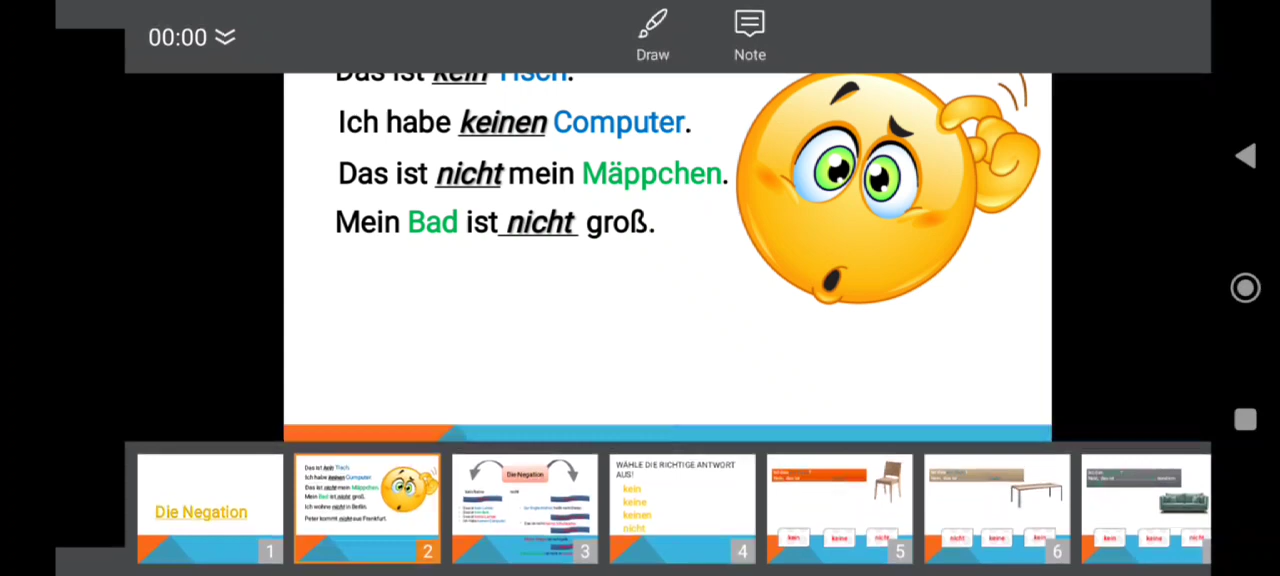 00:00
Draw
Note
Das ist kein Tisch.
Ich habe keinen Computer.
Das ist nicht mein Mäppchen.
Mein Bad ist nicht groß.
Die Negation
1
Das ist kein Tisch.
Ich habe keinen Computer.
Das ist nicht mein Mäppchen.
Mein Bad ist nicht groß.
Ich wohne nicht in Berlin.
Peter kommt nicht aus Frankfurt.
2
Die Negation
3
WÄHLE DIE RICHTIGE ANTWORT
AUS!
kein
keine
keinen
nicht
4
kein
keine
nicht
5
nicht
keine
kein
6
kein
keine
nicht